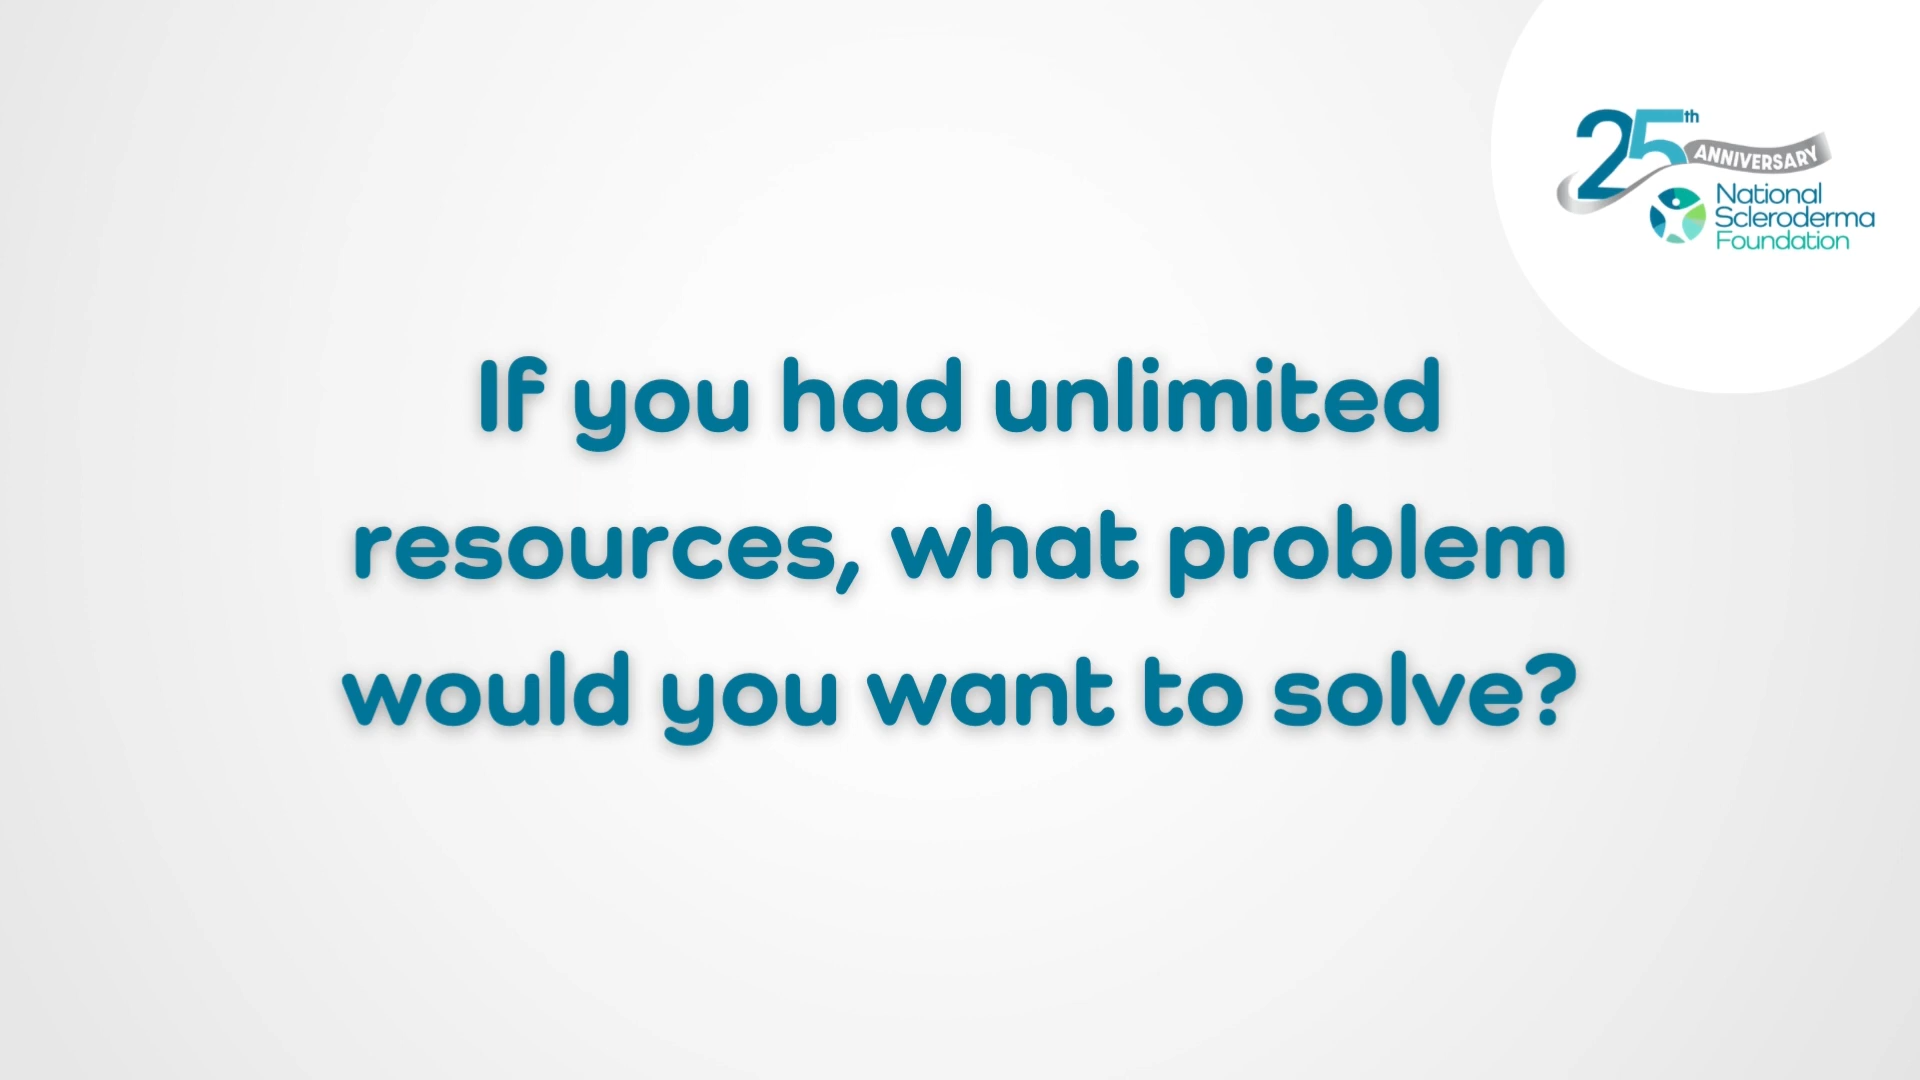 25th
ANNIVERSARY
National
Scleroderma
Foundation
If you had unlimited
resources, what problem
would you want to solve?